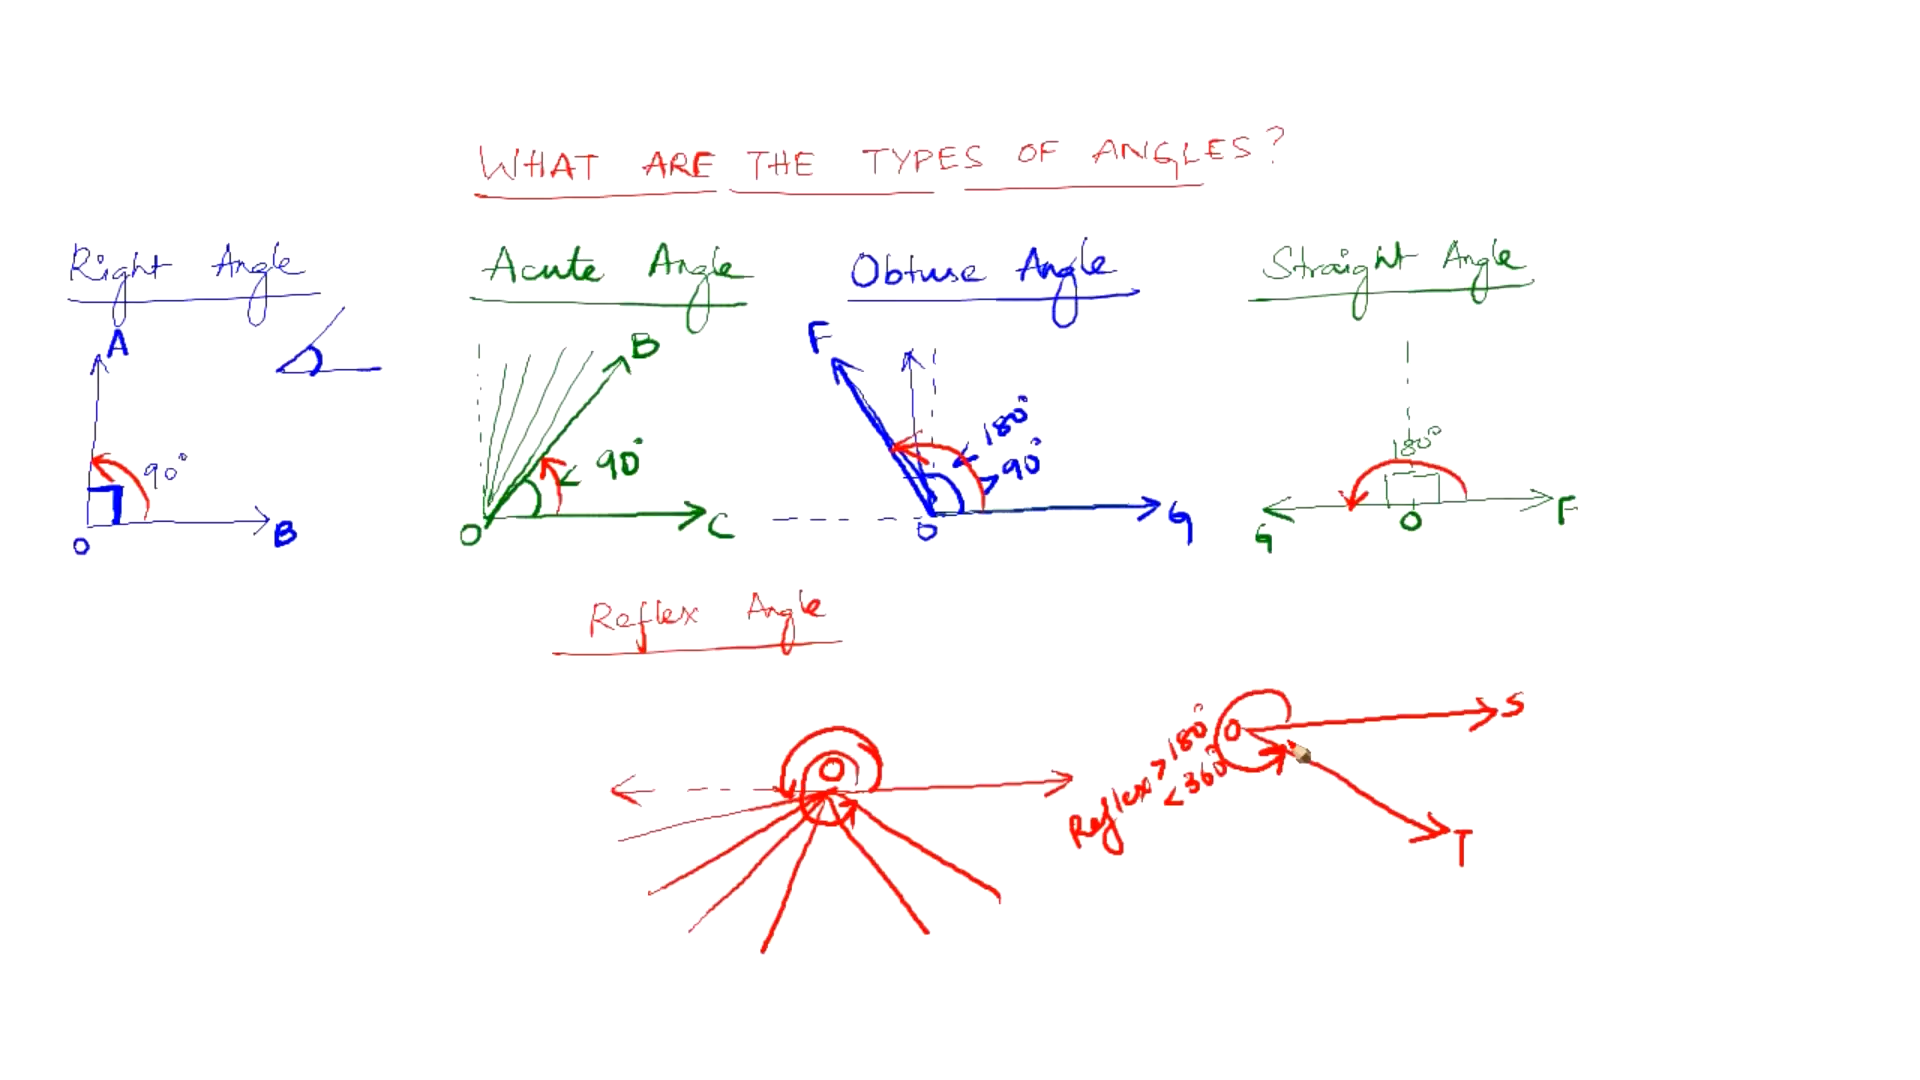 WHAT ARE THE TYPES OF ANGLES?
Right Angle
A
90°
O
B
Acute Angle
B
< 90°
O
C
Obtuse Angle
F
< 180°
> 90°
O
G
Straight Angle
180°
G
O
F
Reflex Angle
O
O
S
T
Reflex > 180°
< 360°